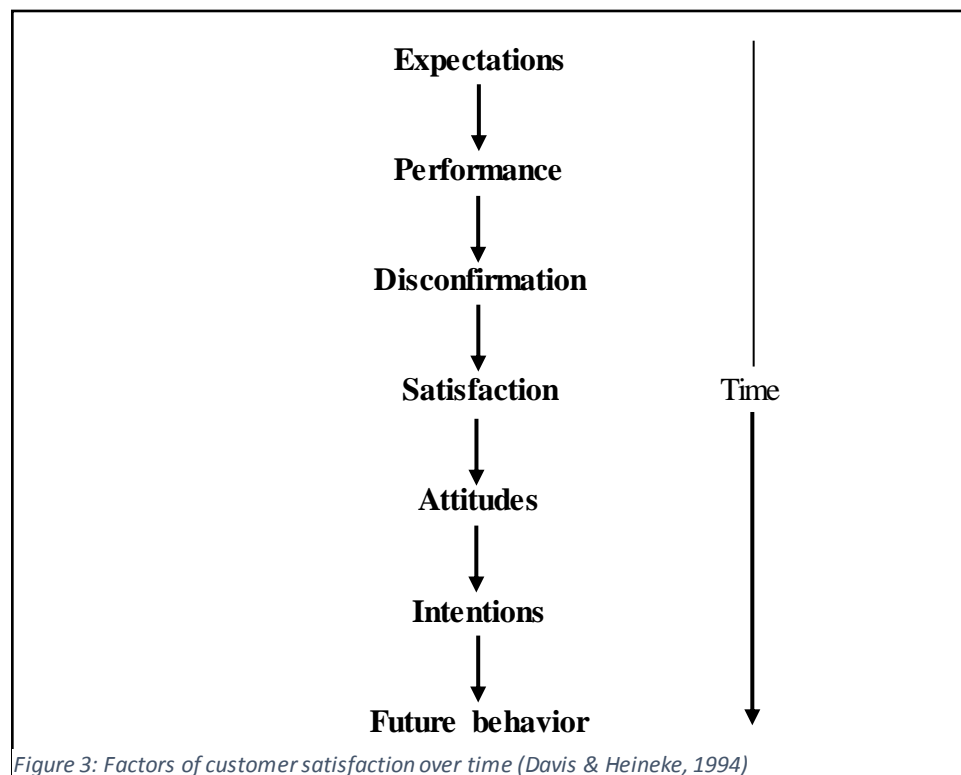 Expectations
Performance
Disconfirmation
Satisfaction
Time
Attitudes
Intentions
Future behavior
Figure 3: Factors of customer satisfaction over time (Davis & Heineke, 1994)